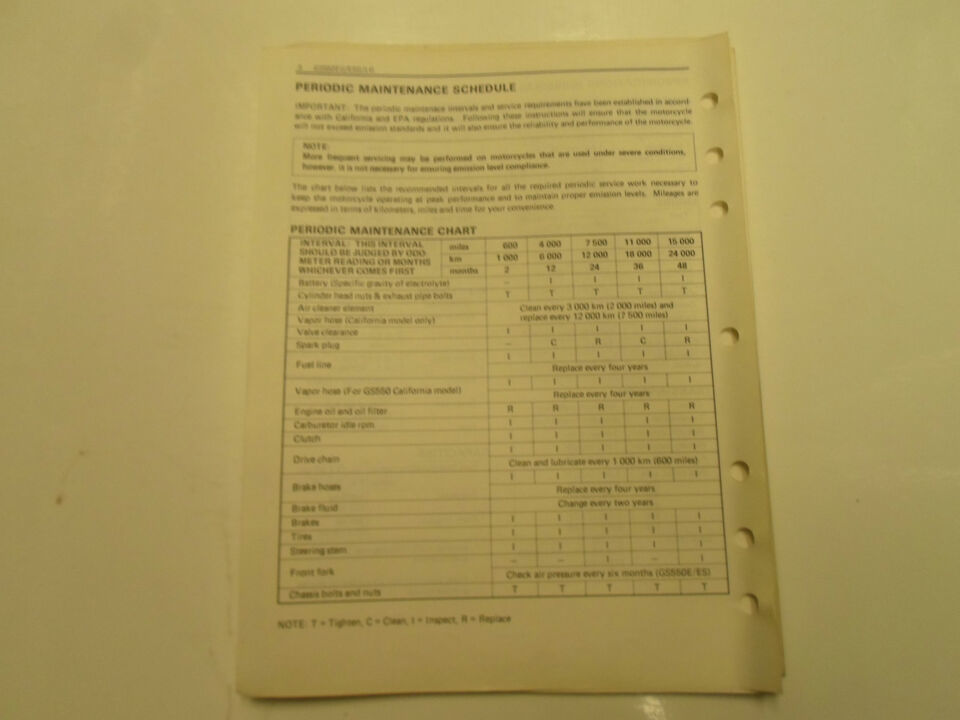 3
PERIODIC MAINTENANCE SCHEDULE
IMPORTANT: The periodic maintenace intervals and service requirements have been established in accord-
ance with California and EPA regulations. Following these instructions will ensure that the motorcycle
will not exceed emission standards and it will also ensure the reliability and performance of the motorcycle.
NOTE:
More frequent servicing may be performed on motorcycles that are used under severe conditions,
however, it is not necessary for ensuring emission level compliance.
The chart below lists the recommended intervals for all the required periodic service work necessary to
keep the motorcycle operating at peak performance and to maintain proper emission levels. Mileages are
expressed in terms of kilometers, miles and time for your convenience.
PERIODIC MAINTENANCE CHART
INTERVAL: THIS INTERVAL miles 600 4 000 7 500 11 000 15 000
SHOULD BE JUDGED BY ODO
METER READING OR MONTHS km 1 000 6 000 12 000 18 000 24 000
WHICHEVER COMES FIRST months 2 12 24 36 48
Battery (Specific gravity of electrolyte) – I I I I
Cylinder head nuts & exhaust pipe bolts T T T T T
Air cleaner element Clean every 3 000 km (2 000 miles) and
replace every 12 000 km (7 500 miles)
Vapor hose (California model only)
Valve clearance I I I I I
Spark plug – C R C R
Fuel line I I I I I
Replace every four years
Vapor hose (For GS550 California model) I I I I I
Replace every four years
Engine oil and oil filter R R R R R
Carburetor idle rpm I I I I I
Clutch I I I I I
Drive chain I I I I I
Clean and lubricate every 1 000 km (600 miles)
Brake hoses I I I I I
Replace every four years
Brake fluid Change every two years
Brakes I I I I I
Tires I I I I I
Steering stem I I I I I
Front fork – – I – I
Check air pressure every six months (GS550E/ES)
Chassis bolts and nuts T T T T T
NOTE: T = Tighten, C = Clean, I = Inspect, R = Replace